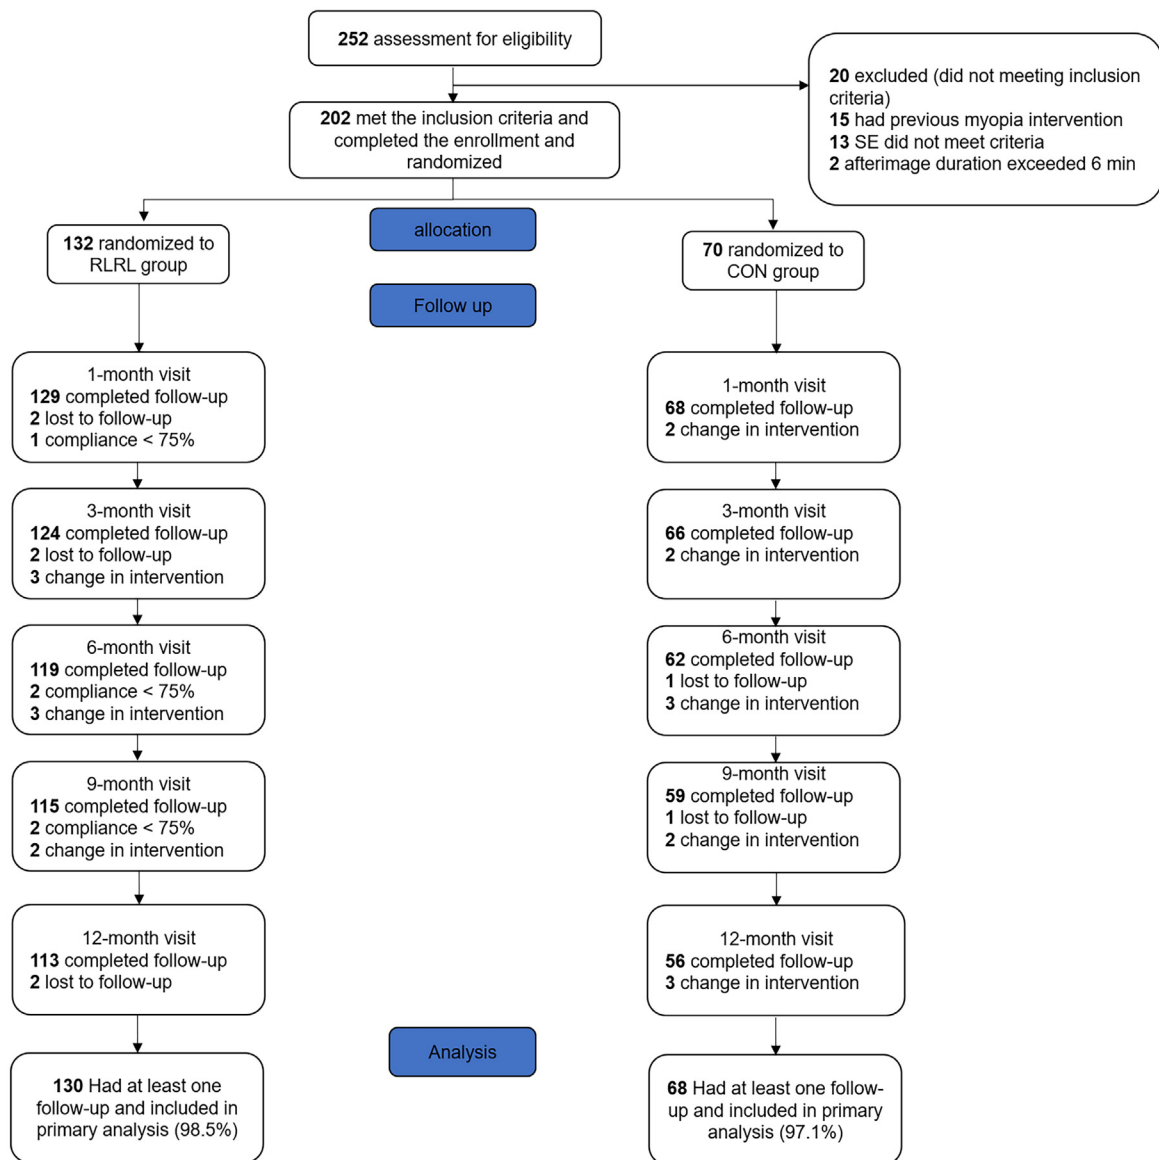 252 assessment for eligibility
20 excluded (did not meeting inclusion
criteria)
15 had previous myopia intervention
13 SE did not meet criteria
2 afterimage duration exceeded 6 min
202 met the inclusion criteria and
completed the enrollment and
randomized
allocation
132 randomized to
RLRL group
70 randomized to
CON group
Follow up
1-month visit
129 completed follow-up
2 lost to follow-up
1 compliance < 75%
1-month visit
68 completed follow-up
2 change in intervention
3-month visit
124 completed follow-up
2 lost to follow-up
3 change in intervention
3-month visit
66 completed follow-up
2 change in intervention
6-month visit
119 completed follow-up
2 compliance < 75%
3 change in intervention
6-month visit
62 completed follow-up
1 lost to follow-up
3 change in intervention
9-month visit
115 completed follow-up
2 compliance < 75%
2 change in intervention
9-month visit
59 completed follow-up
1 lost to follow-up
2 change in intervention
12-month visit
113 completed follow-up
2 lost to follow-up
12-month visit
56 completed follow-up
3 change in intervention
Analysis
130 Had at least one
follow-up and included in
primary analysis (98.5%)
68 Had at least one follow-
up and included in primary
analysis (97.1%)